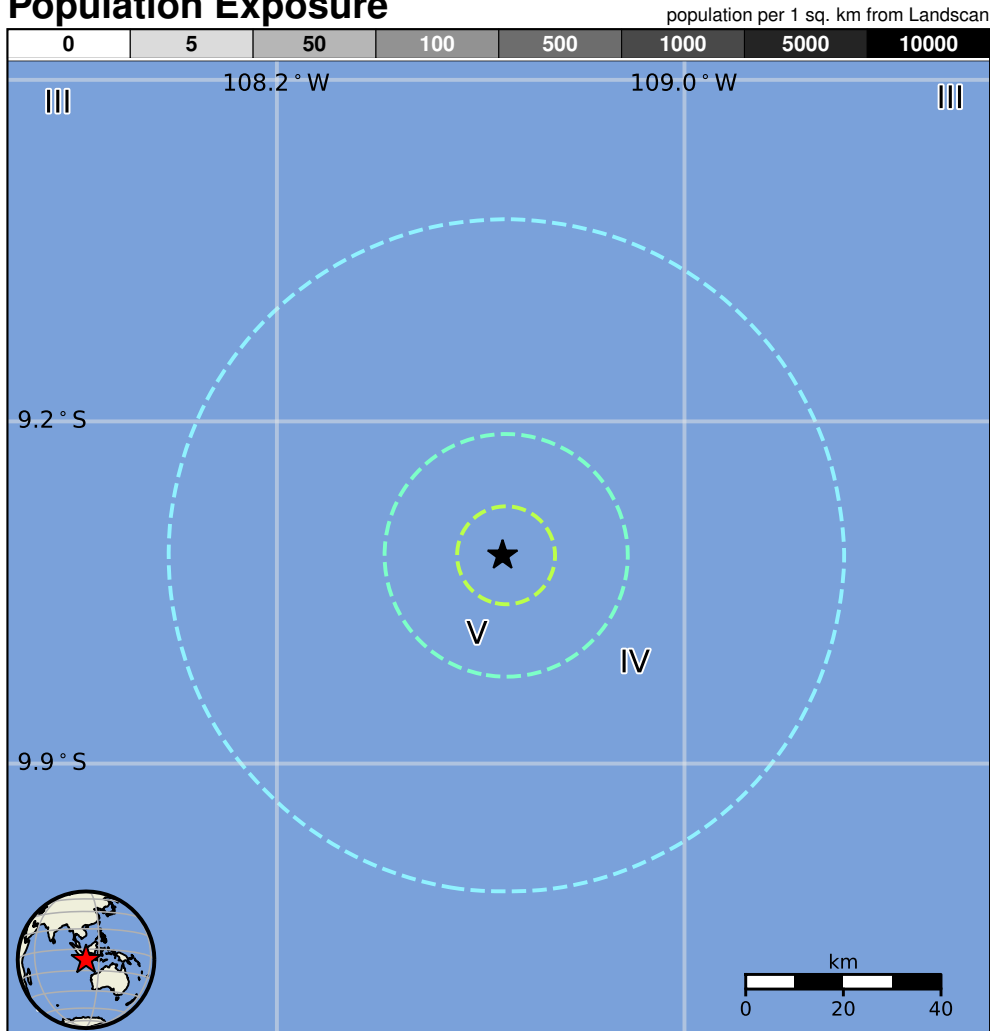 Population Exposure
population per 1 sq. km from Landscan
0 5 50 100 500 1000 5000 10000
108.2°W 109.0°W
III III
9.2°S
V
IV
9.9°S
km
0 20 40